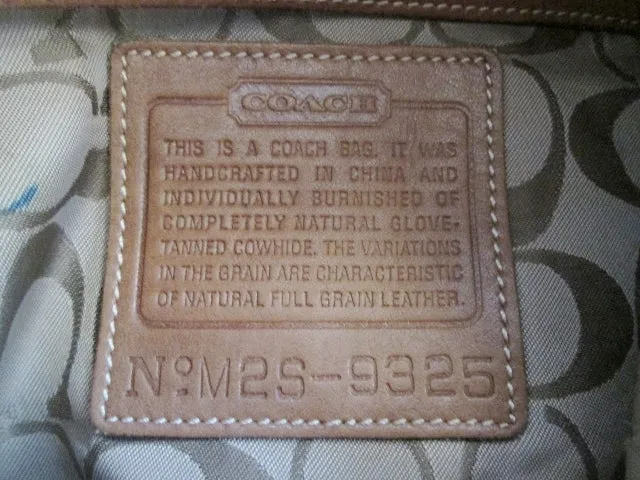 COACH
THIS IS A COACH BAG. IT WAS
HANDCRAFTED IN CHINA AND
INDIVIDUALLY BURNISHED OF
COMPLETELY NATURAL GLOVE-
TANNED COWHIDE. THE VARIATIONS
IN THE GRAIN ARE CHARACTERISTIC
OF NATURAL FULL GRAIN LEATHER.
Nº M2S-9325